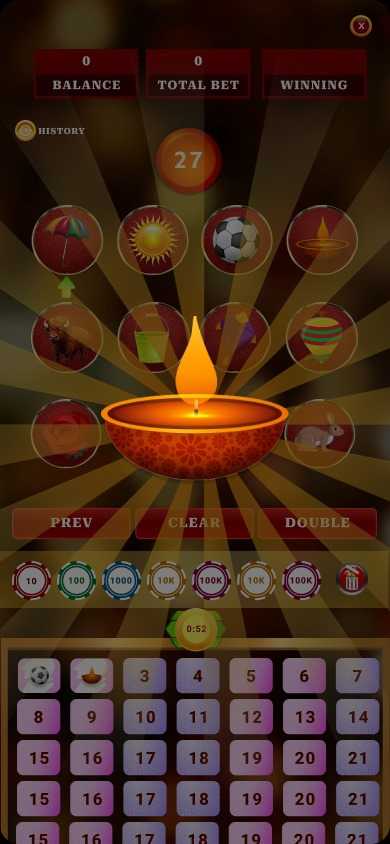 X
0 0
BALANCE TOTAL BET WINNING
HISTORY
27
PREV CLEAR DOUBLE
10 100 1000 10K 100K 10K 100K
0:52
3 4 5 6 7
8 9 10 11 12 13 14
15 16 17 18 19 20 21
15 16 17 18 19 20 21
15 16 17 18 19 20 21